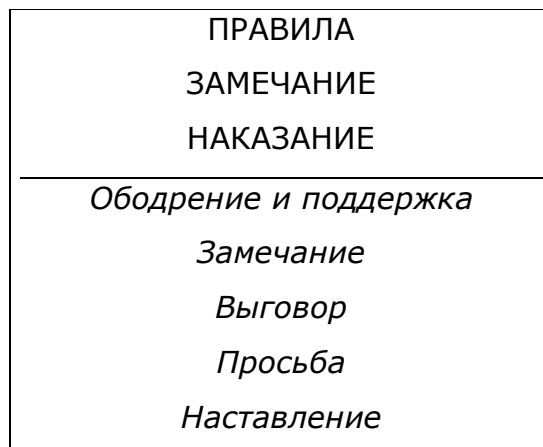 ПРАВИЛА
ЗАМЕЧАНИЕ
НАКАЗАНИЕ
Ободрение и поддержка
Замечание
Выговор
Просьба
Наставление